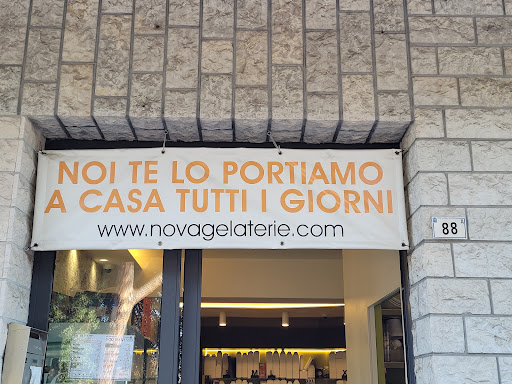 NOI TE LO PORTIAMO
A CASA TUTTI I GIORNI
www.novagelaterie.com
88